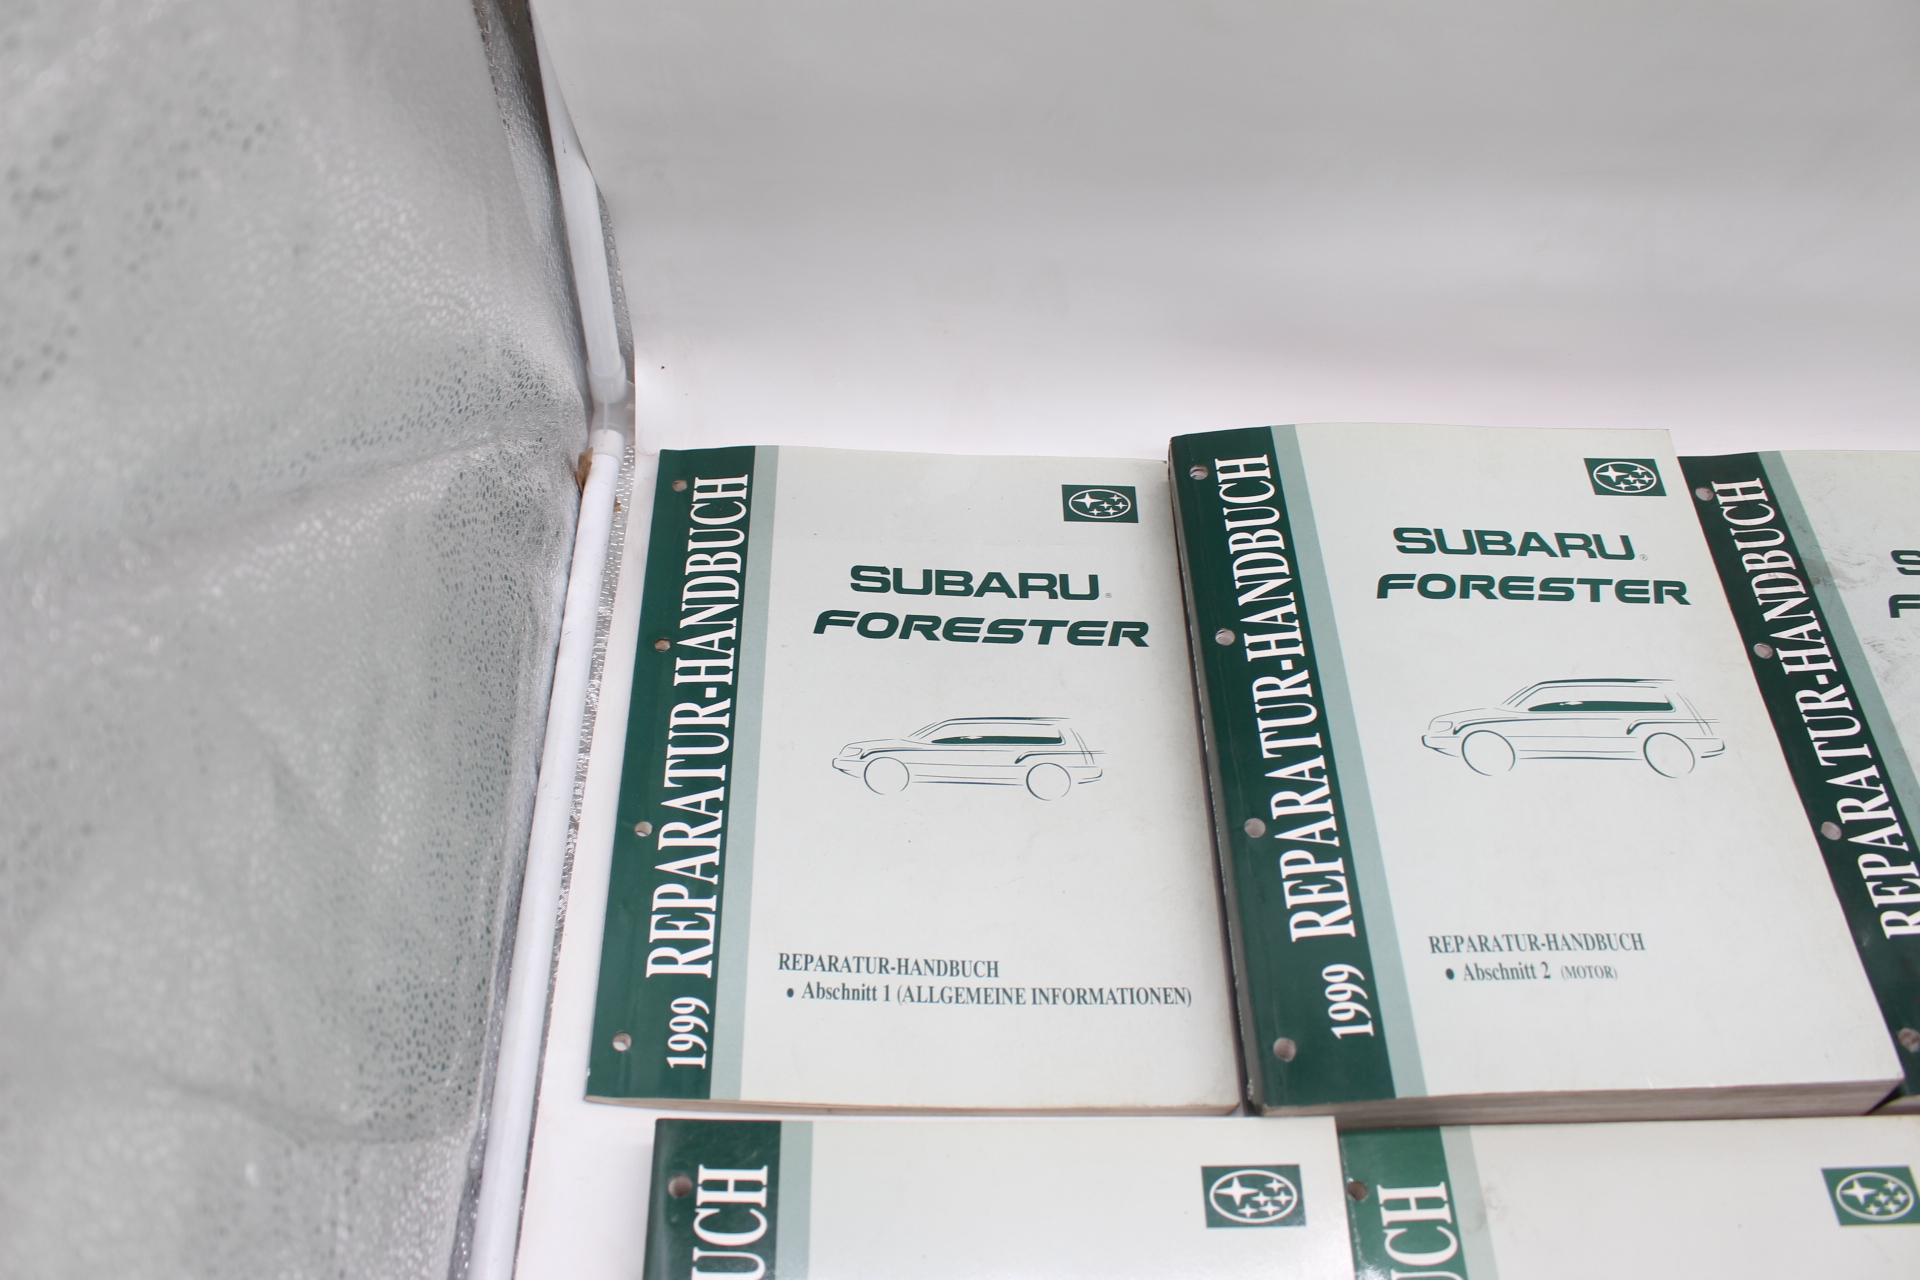 1999 REPARATUR-HANDBUCH
SUBARU®
FORESTER
REPARATUR-HANDBUCH
• Abschnitt 1 (ALLGEMEINE INFORMATIONEN)
1999 REPARATUR-HANDBUCH
SUBARU®
FORESTER
REPARATUR-HANDBUCH
• Abschnitt 2 (MOTOR)
REPARATUR-HANDBUCH
S
F
UCH
UCH